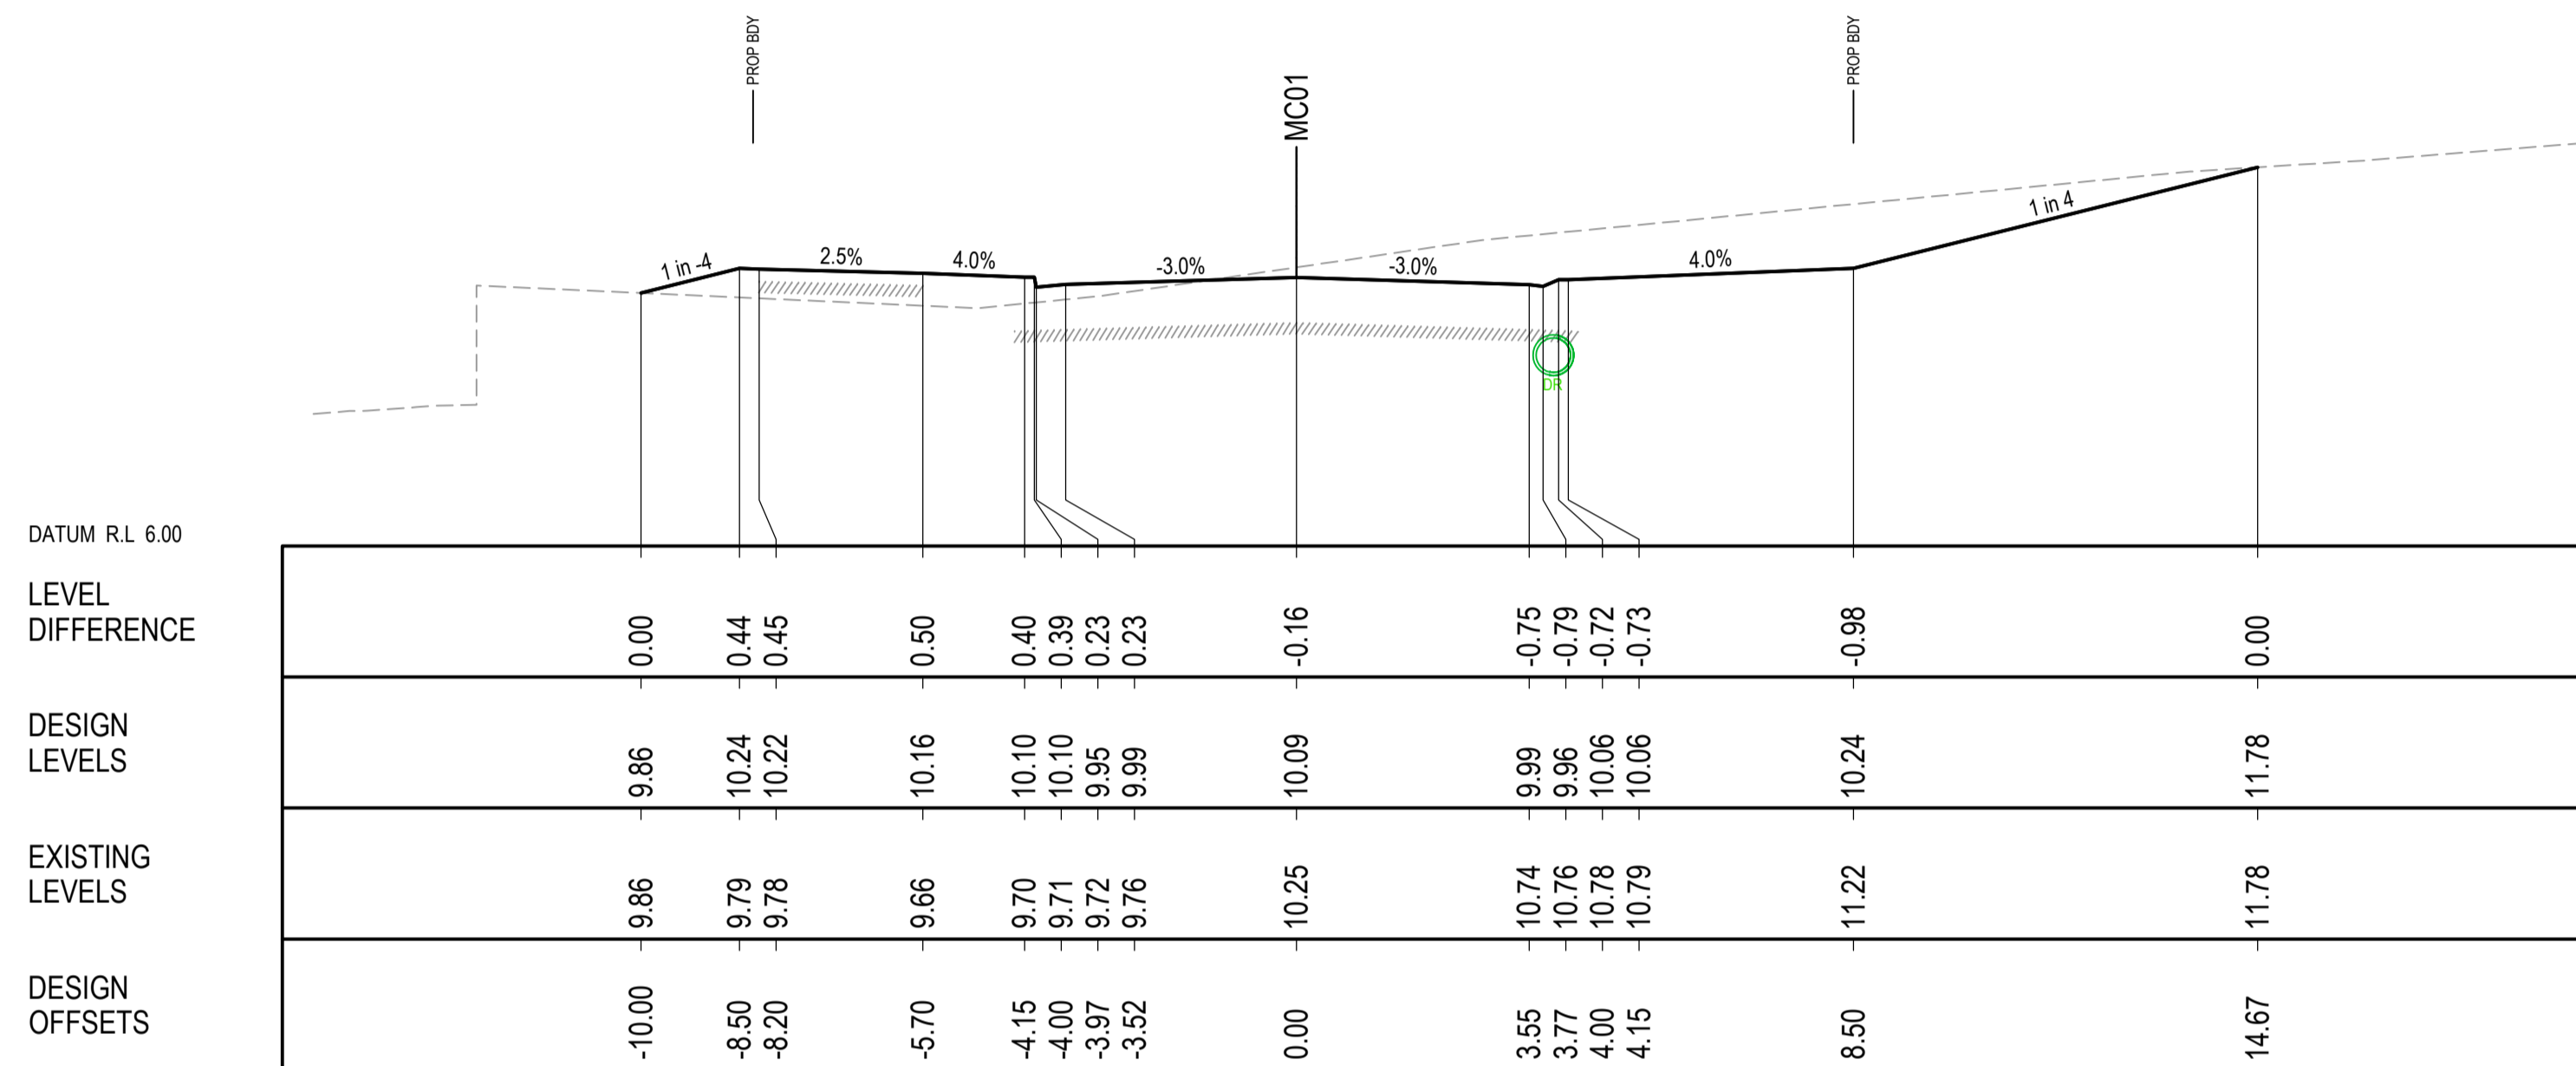 PROP BDY
PROP BDY
MC01
1 in -4
2.5%
4.0%
-3.0%
-3.0%
4.0%
1 in 4
DR
DATUM R.L 6.00
LEVEL
DIFFERENCE
0.00 0.44 0.45 0.50 0.40 0.39 0.23 0.23 -0.16 -0.75 -0.79 -0.72 -0.73 -0.98 0.00
DESIGN
LEVELS
9.86 10.24 10.22 10.16 10.10 10.10 9.95 9.99 10.09 9.99 9.96 10.06 10.06 10.24 11.78
EXISTING
LEVELS
9.86 9.79 9.78 9.66 9.70 9.71 9.72 9.76 10.25 10.74 10.76 10.78 10.79 11.22 11.78
DESIGN
OFFSETS
-10.00 -8.50 -8.20 -5.70 -4.15 -4.00 -3.97 -3.52 0.00 3.55 3.77 4.00 4.15 8.50 14.67